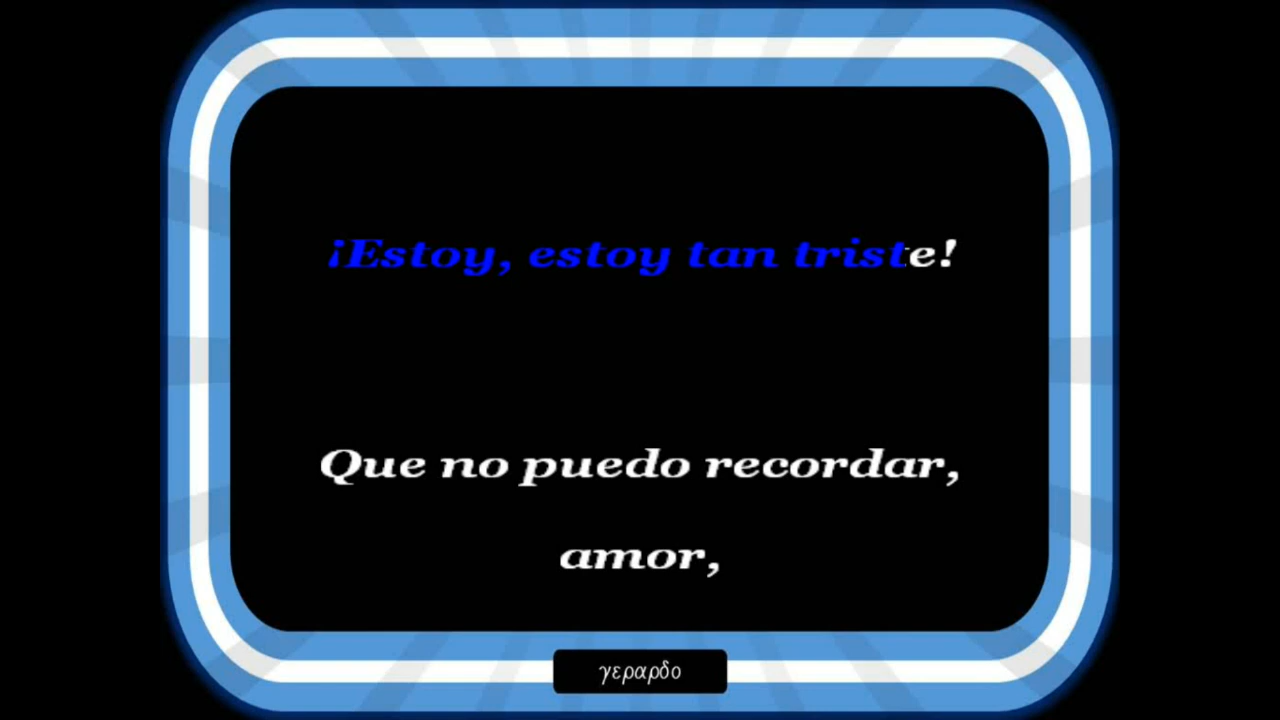 ¡Estoy, estoy tan triste!
Que no puedo recordar,
amor,
γεραρδο